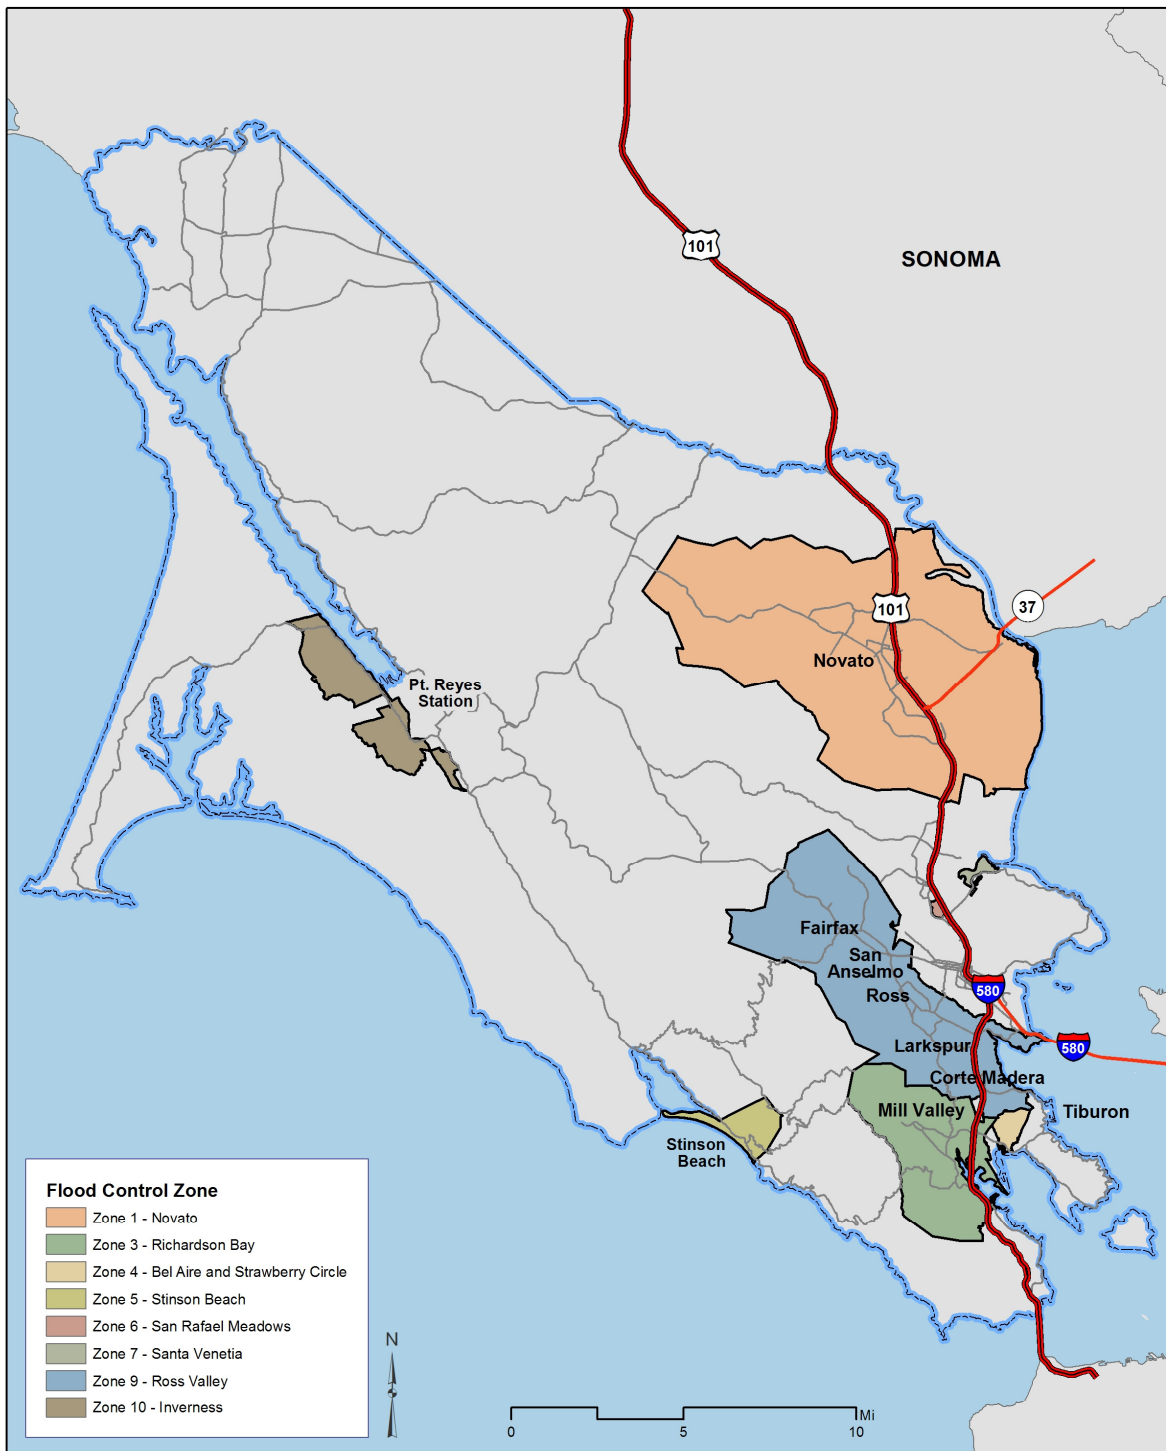 101
SONOMA
37
101
Novato
Pt. Reyes
Station
Fairfax
San
Anselmo
Ross
580
Larkspur
580
Corte Madera
Mill Valley
Tiburon
Stinson
Beach
Flood Control Zone
Zone 1 - Novato
Zone 3 - Richardson Bay
Zone 4 - Bel Aire and Strawberry Circle
Zone 5 - Stinson Beach
Zone 6 - San Rafael Meadows
Zone 7 - Santa Venetia
Zone 9 - Ross Valley
Zone 10 - Inverness
N
Mi
0 5 10